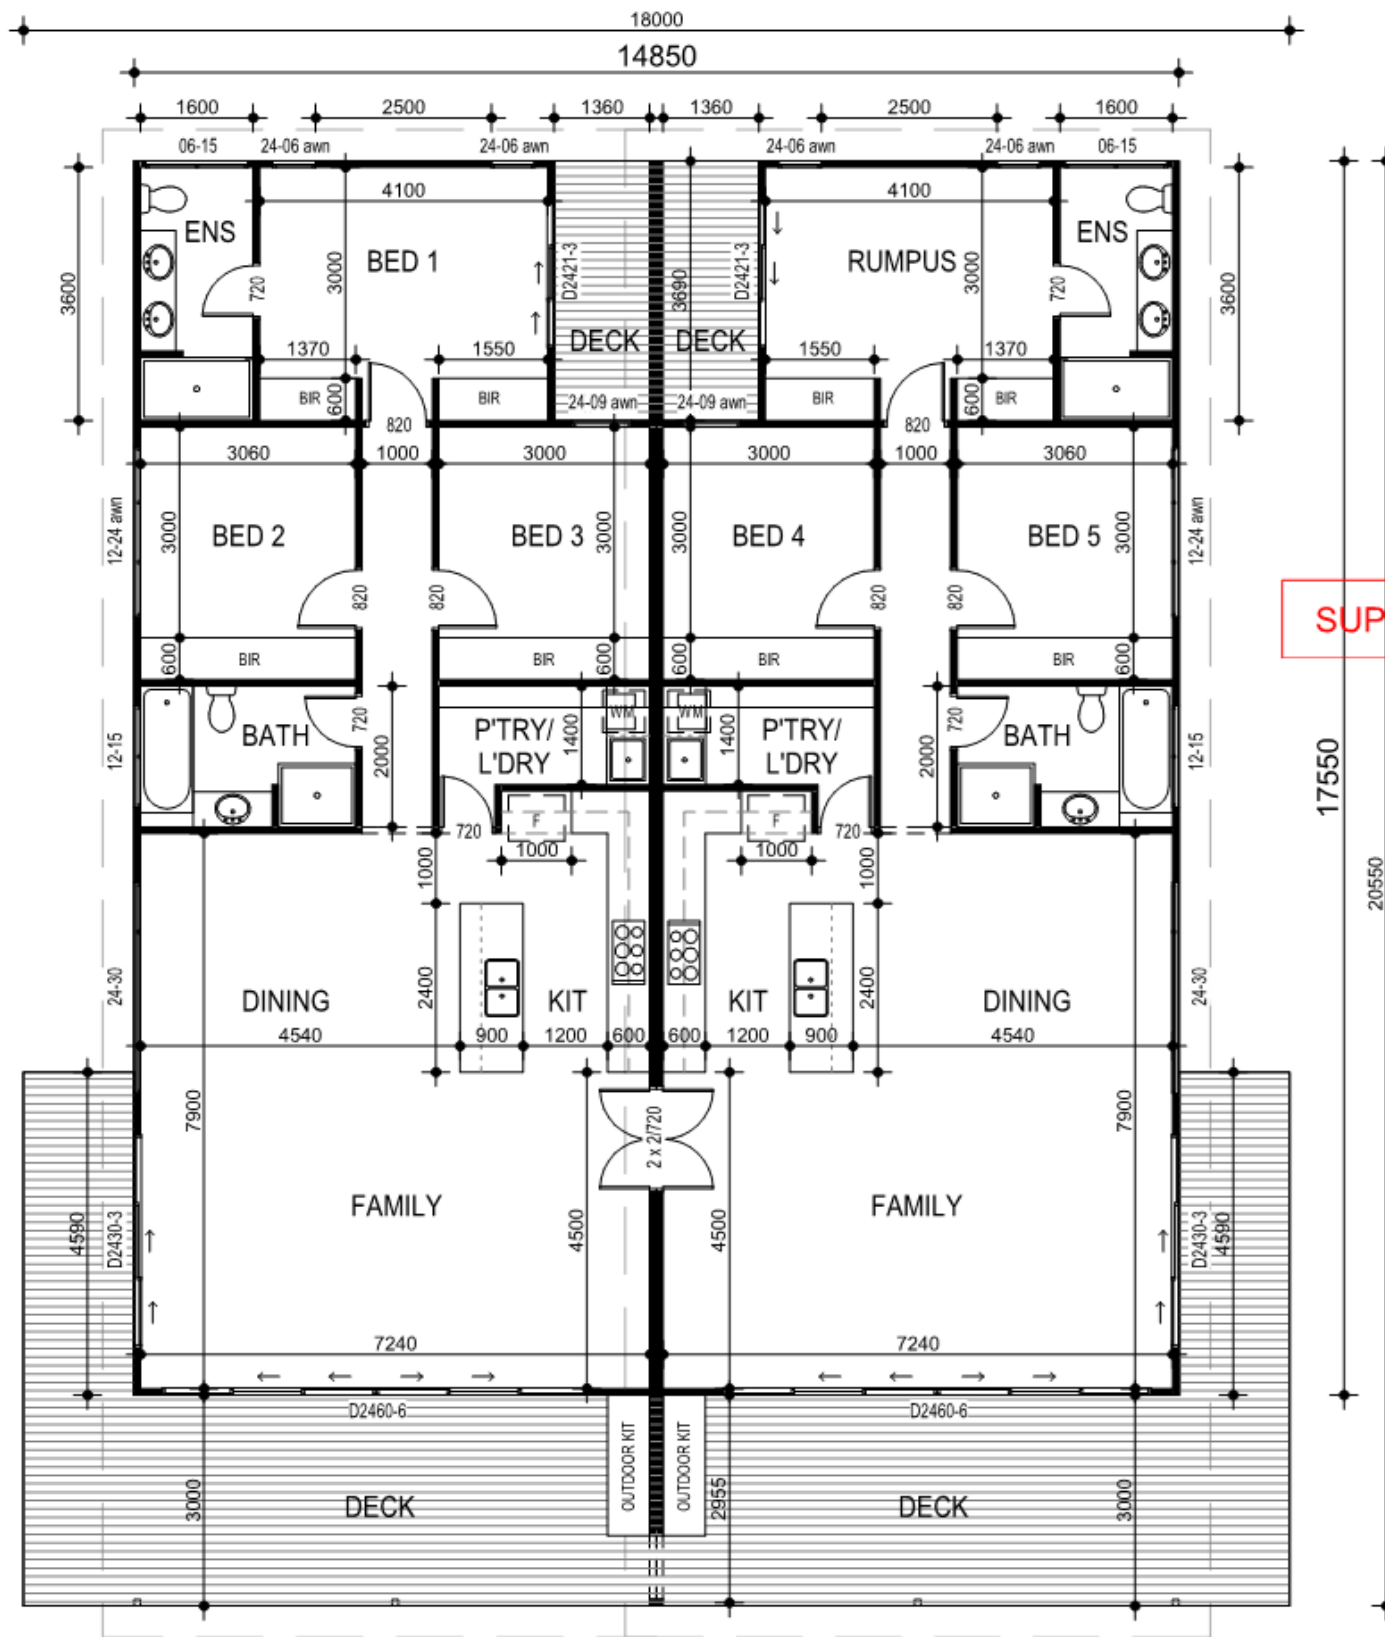 18000
14850
1600 2500 1360 1360 2500 1600
06-15 24-06 awn 24-06 awn 24-06 awn 24-06 awn 06-15
4100 4100
ENS BED 1 RUMPUS ENS
3600 720 3000 D2421-3 3690 D2421-3 3000 720 3600
DECK DECK
1370 1550 1550 1370
600 BIR BIR 24-09 awn 24-09 awn BIR BIR 600
820 820
3060 1000 3000 3000 1000 3060
12-24 awn 3000 3000 3000 3000 12-24 awn
BED 2 BED 3 BED 4 BED 5
820 820 820 820
SUP
600 BIR BIR 600 600 BIR BIR 600
12-15 BATH 720 2000 P'TRY/ 1400 WM WM 1400 P'TRY/ 2000 720 BATH 12-15
L'DRY L'DRY
17550
720 F F 720
1000 1000 1000 1000
20550
24-30 2400 2400 24-30
DINING KIT KIT DINING
4540 900 1200 600 600 1200 900 4540
7900 2 x 2/720 7900
FAMILY FAMILY
4590 D2430-3 4500 4500 D2430-3 4590
7240 7240
D2460-6 D2460-6
3000 OUTDOOR KIT OUTDOOR KIT 2955 3000
DECK DECK